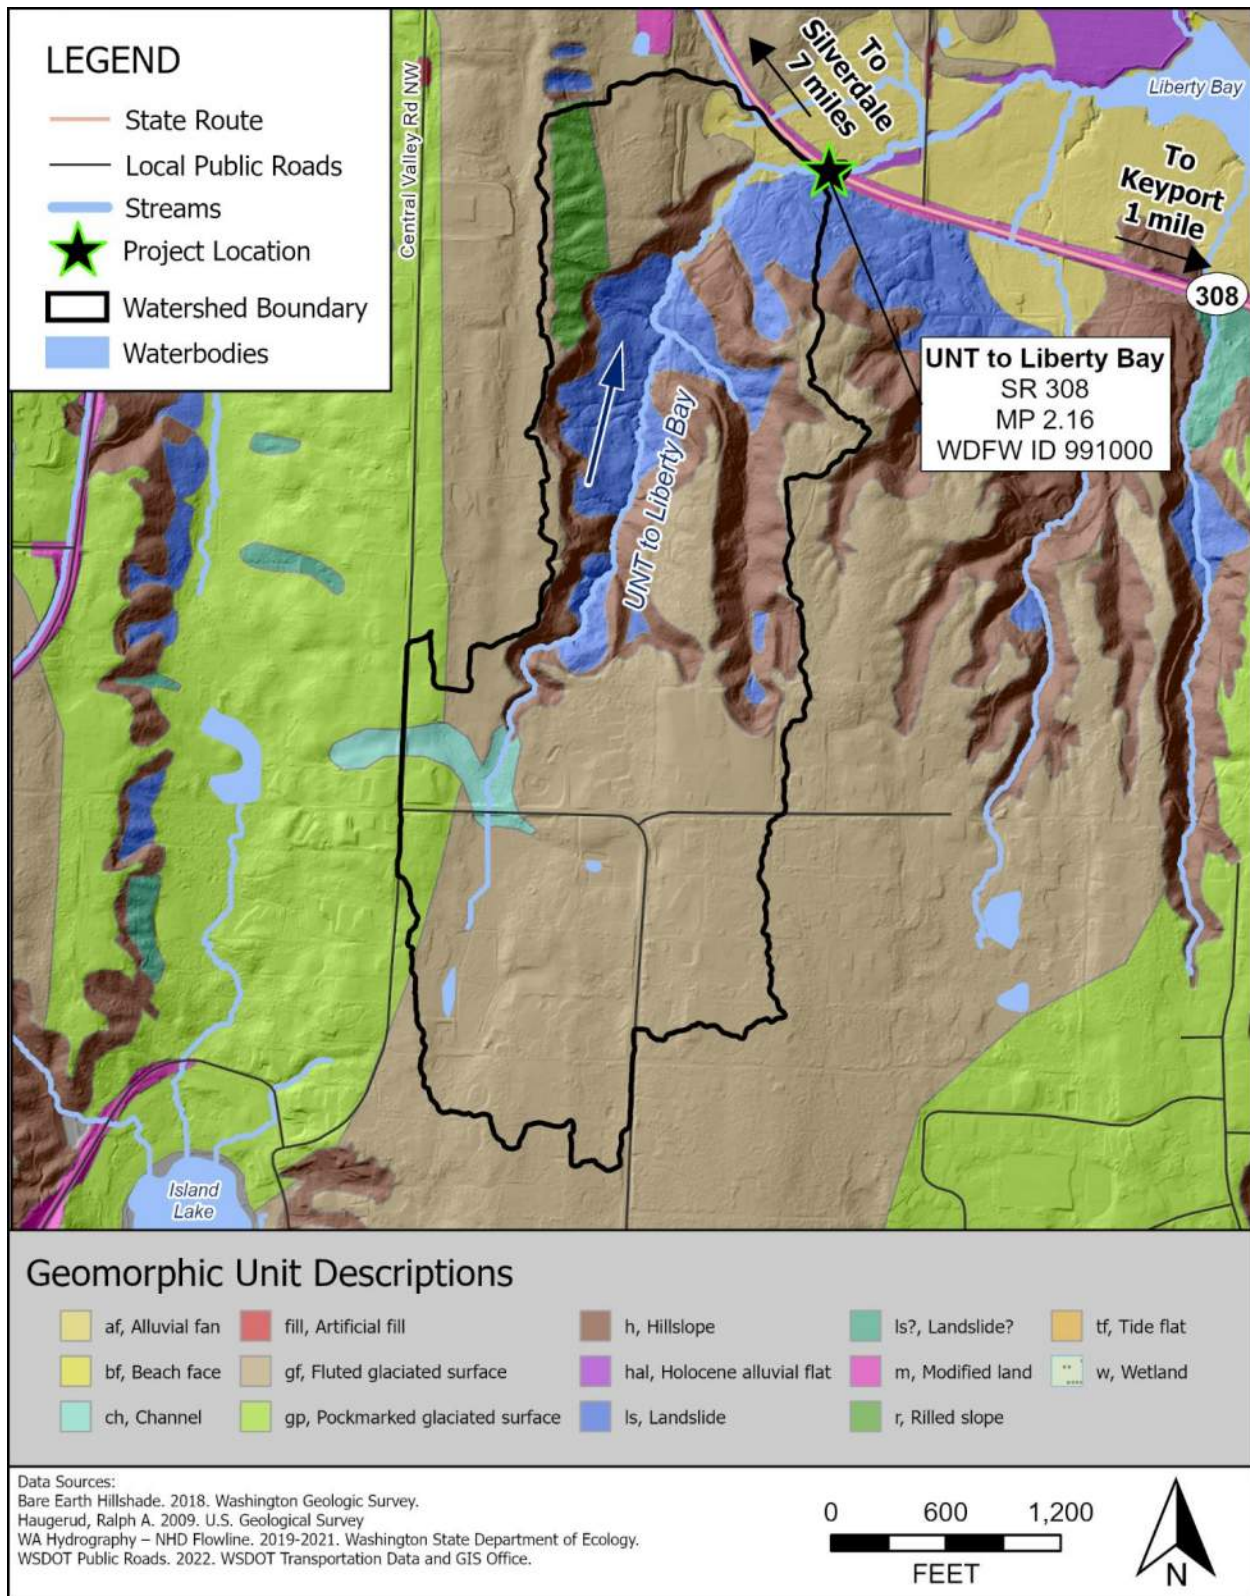 LEGEND
State Route
Local Public Roads
Streams
Project Location
Watershed Boundary
Waterbodies
Central Valley Rd NW
To
Silverdale
7 miles
Liberty Bay
To
Keyport
1 mile
308
UNT to Liberty Bay
SR 308
MP 2.16
WDFW ID 991000
UNT to Liberty Bay
Island
Lake
Geomorphic Unit Descriptions
af, Alluvial fan
bf, Beach face
ch, Channel
fill, Artificial fill
gf, Fluted glaciated surface
gp, Pockmarked glaciated surface
h, Hillslope
hal, Holocene alluvial flat
ls, Landslide
ls?, Landslide?
m, Modified land
r, Rilled slope
tf, Tide flat
w, Wetland
Data Sources:
Bare Earth Hillshade. 2018. Washington Geologic Survey.
Haugerud, Ralph A. 2009. U.S. Geological Survey
WA Hydrography – NHD Flowline. 2019-2021. Washington State Department of Ecology.
WSDOT Public Roads. 2022. WSDOT Transportation Data and GIS Office.
0 600 1,200
FEET
N